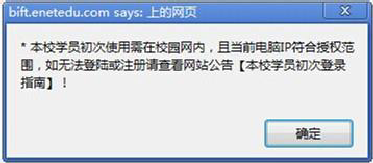 bift.enetedu.com says: 上的网页
* 本校学员初次使用需在校园网内，且当前电脑IP符合授权范
围，如无法登陆或注册请查看网站公告【本校学员初次登录
指南】！
确定